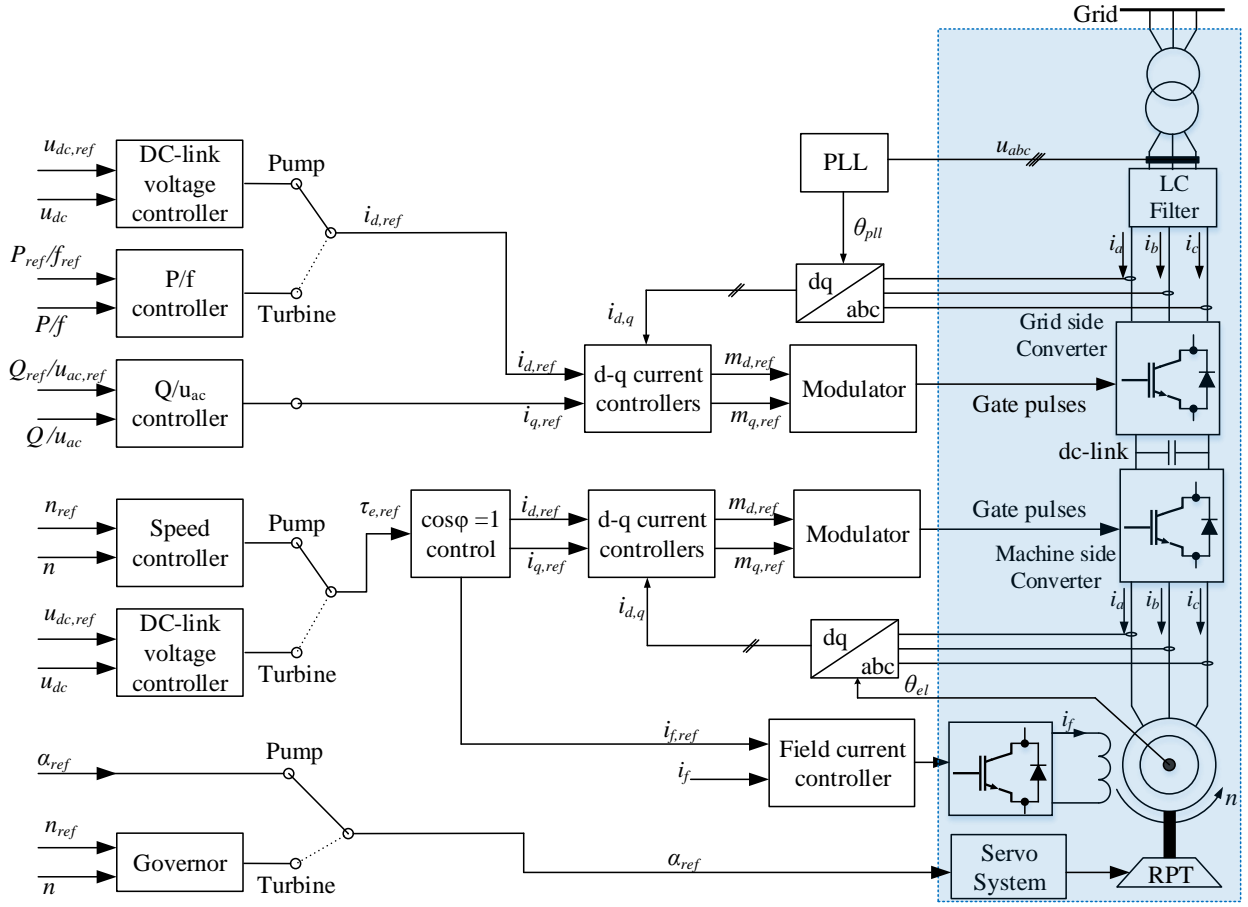 Grid
u_dc,ref
u_dc
DC-link
voltage
controller
Pump
i_d,ref
PLL
u_abc
LC
Filter
P_ref/f_ref
P/f
P/f
controller
Turbine
θ_pll
dq
abc
i_a
i_b
i_c
i_d,q
Grid side
Converter
Q_ref/u_ac,ref
Q/u_ac
Q/u_ac
controller
i_d,ref
i_q,ref
d-q current
controllers
m_d,ref
m_q,ref
Modulator
Gate pulses
dc-link
n_ref
n
Speed
controller
Pump
τ_e,ref
cosφ =1
control
i_d,ref
i_q,ref
d-q current
controllers
m_d,ref
m_q,ref
Modulator
Gate pulses
Machine side
Converter
u_dc,ref
u_dc
DC-link
voltage
controller
Turbine
i_d,q
dq
abc
i_a
i_b
i_c
θ_el
α_ref
Pump
i_f,ref
i_f
Field current
controller
i_f
n
n_ref
n
Governor
Turbine
α_ref
Servo
System
RPT